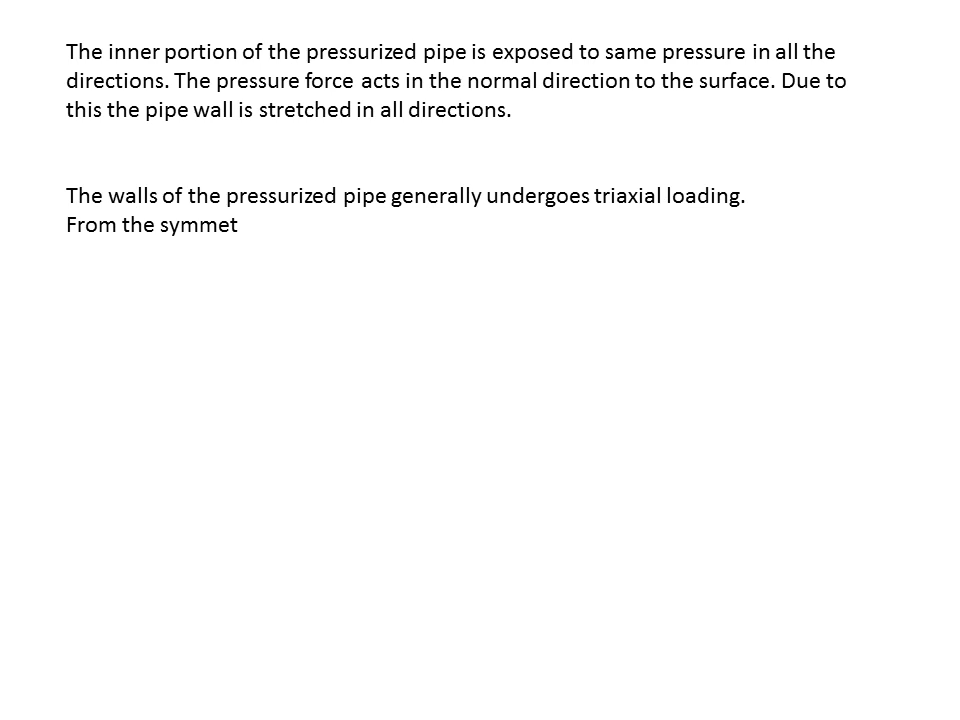 The inner portion of the pressurized pipe is exposed to same pressure in all the
directions. The pressure force acts in the normal direction to the surface. Due to
this the pipe wall is stretched in all directions.
The walls of the pressurized pipe generally undergoes triaxial loading.
From the symmet